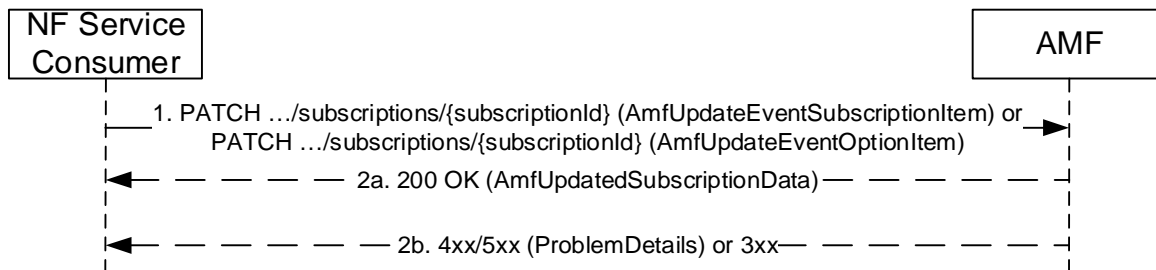 NF Service
Consumer
AMF
1. PATCH …/subscriptions/{subscriptionId} (AmfUpdateEventSubscriptionItem) or
PATCH …/subscriptions/{subscriptionId} (AmfUpdateEventOptionItem)
2a. 200 OK (AmfUpdatedSubscriptionData)
2b. 4xx/5xx (ProblemDetails) or 3xx